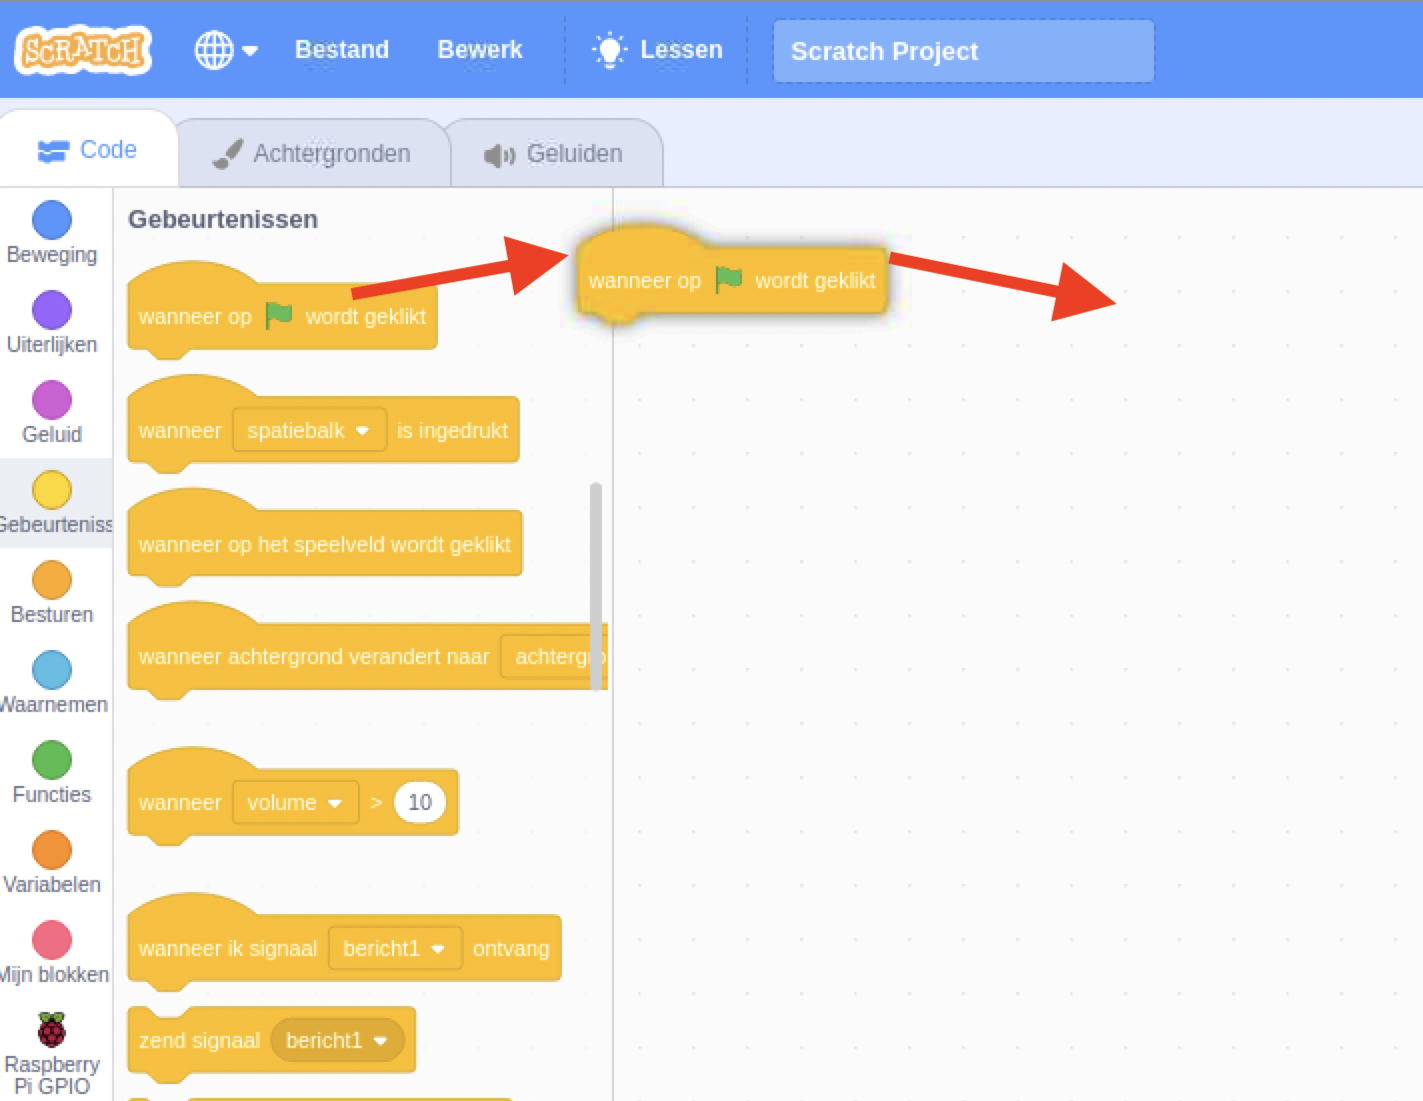 SCRATCH
Bestand
Bewerk
Lessen
Scratch Project
Code
Achtergronden
Geluiden
Beweging
Uiterlijken
Geluid
Gebeurteniss
Besturen
Waarnemen
Functies
Variabelen
Mijn blokken
Raspberry
Pi GPIO
Gebeurtenissen
wanneer op wordt geklikt
wanneer spatiebalk is ingedrukt
wanneer op het speelveld wordt geklikt
wanneer achtergrond verandert naar achtergro
wanneer volume > 10
wanneer ik signaal bericht1 ontvang
zend signaal bericht1
wanneer op wordt geklikt